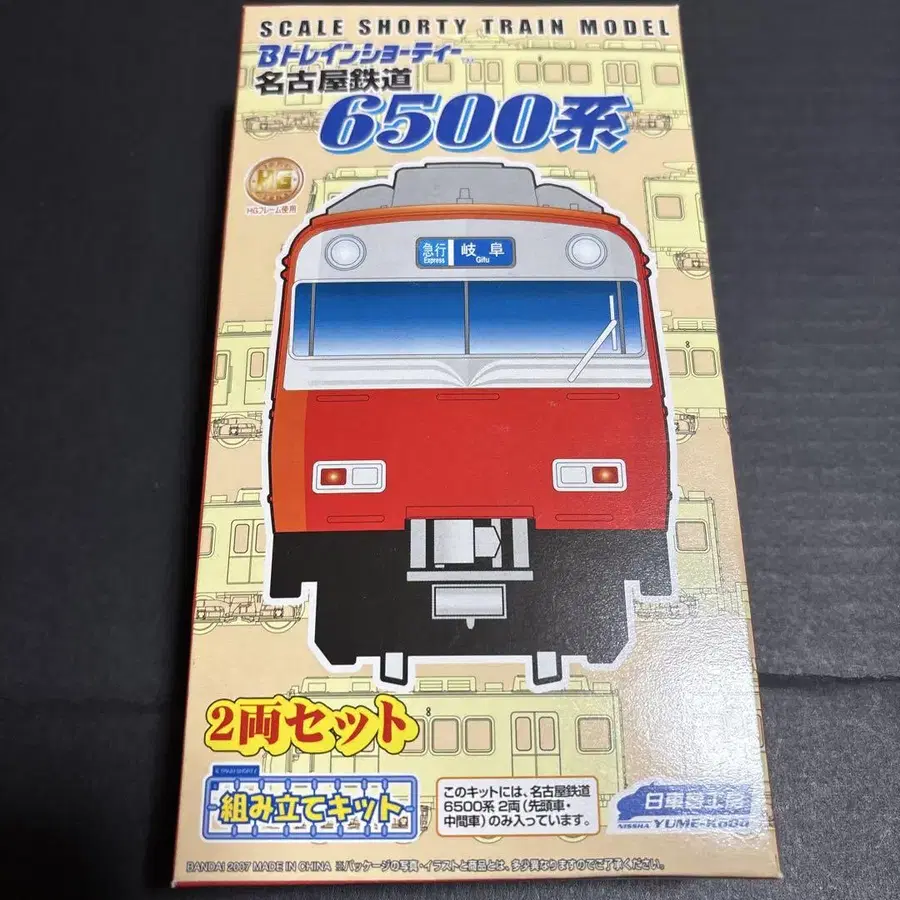 SCALE SHORTY TRAIN MODEL
Bトレインショーティー™
名古屋鉄道
6500系
HG
HGフレーム使用
急行 岐阜
Express Gifu
8
8
2両セット
組み立てキット
このキットには、名古屋鉄道
6500系 2両(先頭車・
中間車)のみ入っています。
日車夢工房
NISSHA YUME-KoBo
BANDAI 2007 MADE IN CHINA ※パッケージの写真・イラストと商品とは、多少異なりますのでご了承ください。